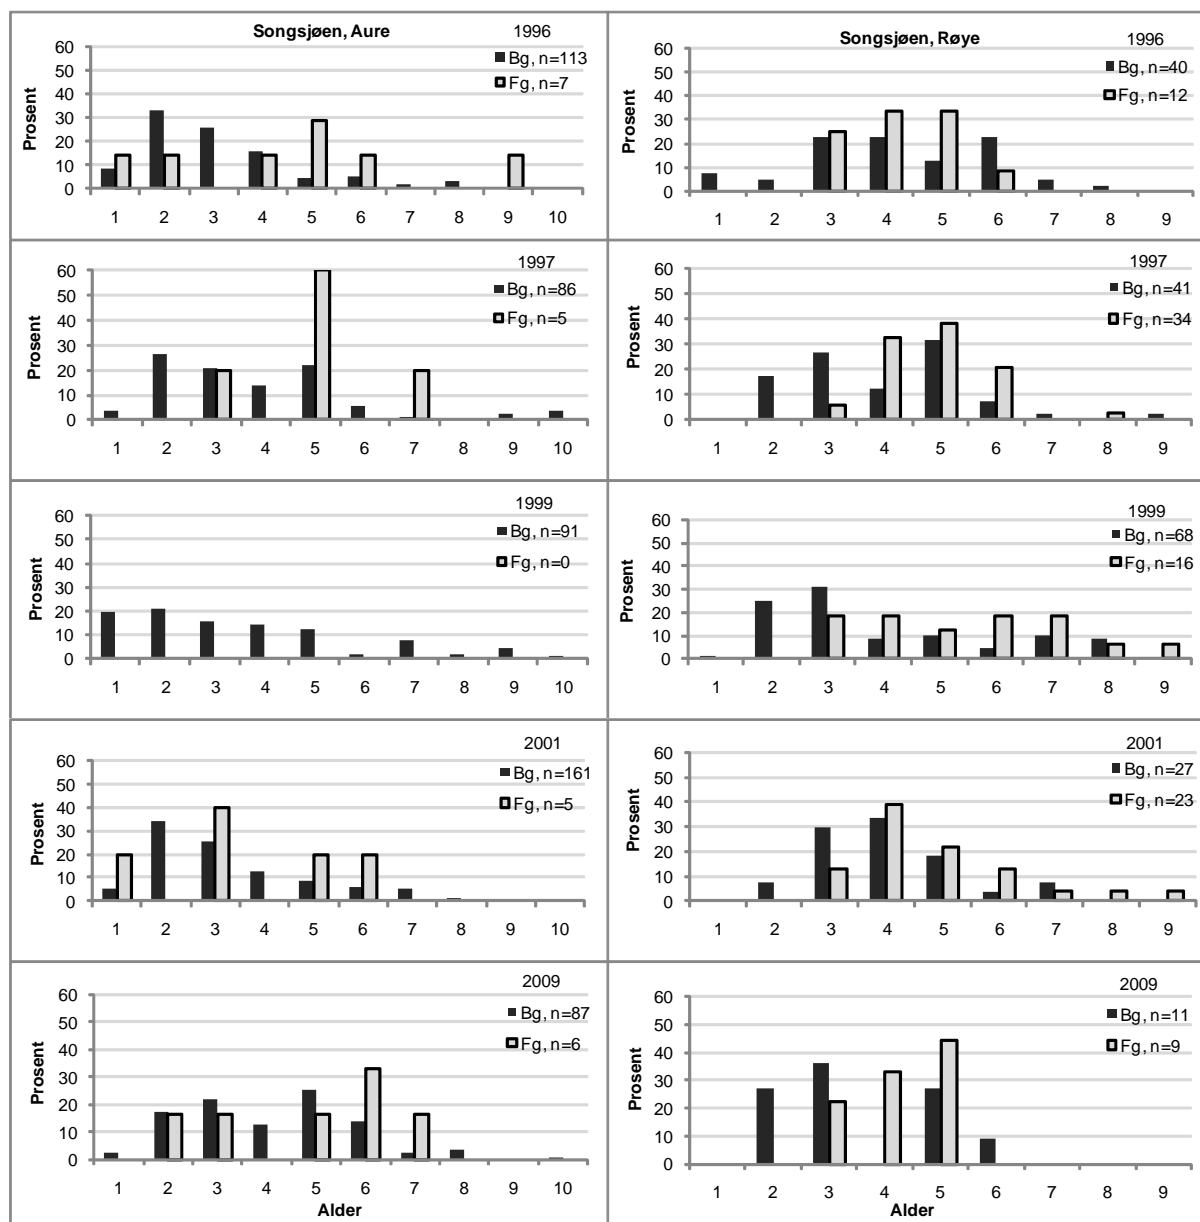 Songsjøen, Aure
1996
Bg, n=113
Fg, n=7
Prosent
60
50
40
30
20
10
0
1 2 3 4 5 6 7 8 9 10
Songsjøen, Røye
1996
Bg, n=40
Fg, n=12
Prosent
60
50
40
30
20
10
0
1 2 3 4 5 6 7 8 9
1997
Bg, n=86
Fg, n=5
Prosent
60
50
40
30
20
10
0
1 2 3 4 5 6 7 8 9 10
1997
Bg, n=41
Fg, n=34
Prosent
60
50
40
30
20
10
0
1 2 3 4 5 6 7 8 9
1999
Bg, n=91
Fg, n=0
Prosent
60
50
40
30
20
10
0
1 2 3 4 5 6 7 8 9 10
1999
Bg, n=68
Fg, n=16
Prosent
60
50
40
30
20
10
0
1 2 3 4 5 6 7 8 9
2001
Bg, n=161
Fg, n=5
Prosent
60
50
40
30
20
10
0
1 2 3 4 5 6 7 8 9 10
2001
Bg, n=27
Fg, n=23
Prosent
60
50
40
30
20
10
0
1 2 3 4 5 6 7 8 9
2009
Bg, n=87
Fg, n=6
Prosent
60
50
40
30
20
10
0
1 2 3 4 5 6 7 8 9 10
Alder
2009
Bg, n=11
Fg, n=9
Prosent
60
50
40
30
20
10
0
1 2 3 4 5 6 7 8 9
Alder